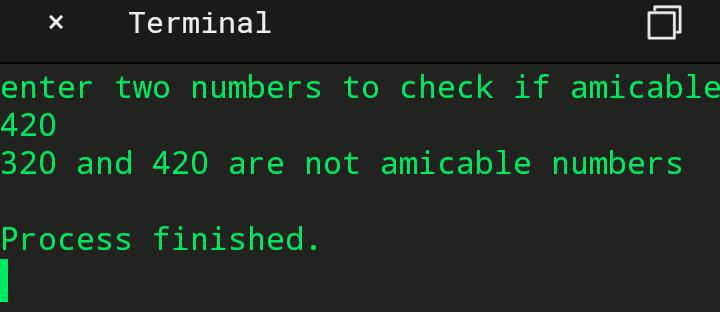 × Terminal
enter two numbers to check if amicable
420
320 and 420 are not amicable numbers
Process finished.